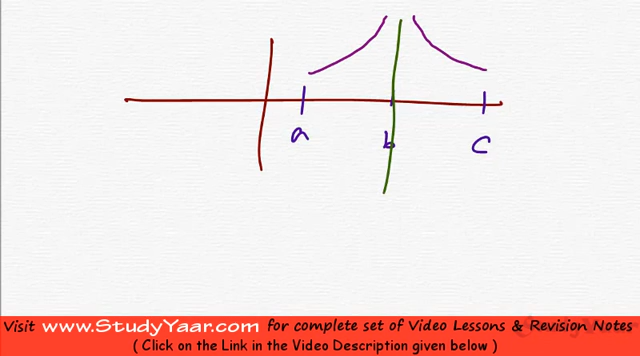 a b c
Visit www.StudyYaar.com for complete set of Video Lessons & Revision Notes
( Click on the Link in the Video Description given below )